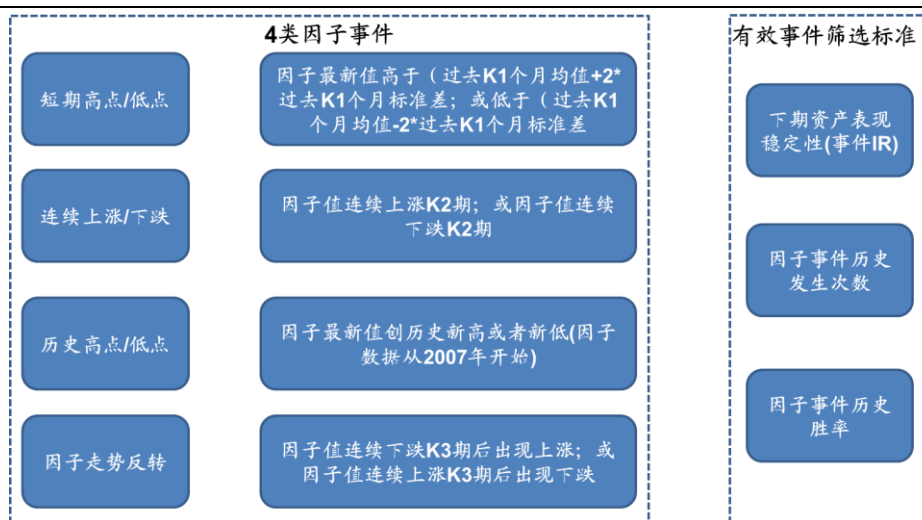 4类因子事件
短期高点/低点
因子最新值高于（过去K1个月均值+2*
过去K1个月标准差；或低于（过去K1
个月均值-2*过去K1个月标准差
连续上涨/下跌
因子值连续上涨K2期；或因子值连续
下跌K2期
历史高点/低点
因子最新值创历史新高或者新低(因子
数据从2007年开始)
因子走势反转
因子值连续下跌K3期后出现上涨；或
因子值连续上涨K3期后出现下跌
有效事件筛选标准
下期资产表现
稳定性(事件IR)
因子事件历史
发生次数
因子事件历史
胜率